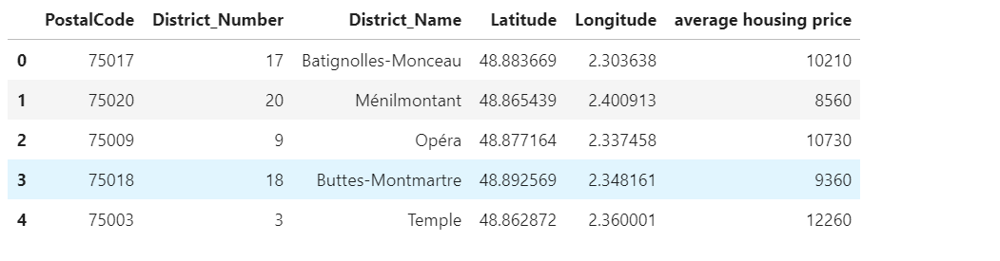 PostalCode District_Number District_Name Latitude Longitude average housing price
0 75017 17 Batignolles-Monceau 48.883669 2.303638 10210
1 75020 20 Ménilmontant 48.865439 2.400913 8560
2 75009 9 Opéra 48.877164 2.337458 10730
3 75018 18 Buttes-Montmartre 48.892569 2.348161 9360
4 75003 3 Temple 48.862872 2.360001 12260